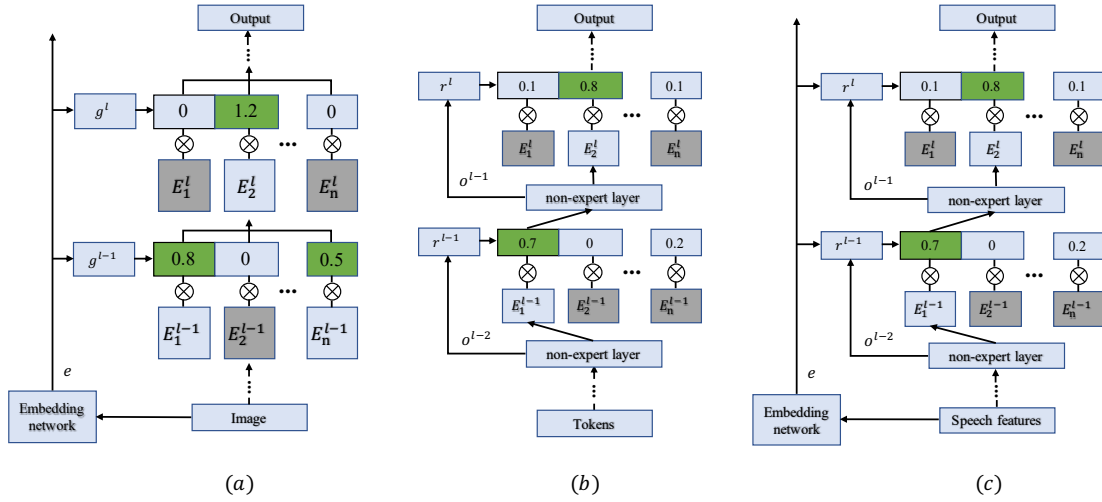 Output
g^l
0
1.2
0
E_1^l
E_2^l
...
E_n^l
g^{l-1}
0.8
0
0.5
E_1^{l-1}
E_2^{l-1}
...
E_n^{l-1}
e
Embedding
network
Image
(a)
Output
r^l
0.1
0.8
0.1
E_1^l
E_2^l
...
E_n^l
o^{l-1}
non-expert layer
r^{l-1}
0.7
0
0.2
E_1^{l-1}
E_2^{l-1}
...
E_n^{l-1}
o^{l-2}
non-expert layer
Tokens
(b)
Output
r^l
0.1
0.8
0.1
E_1^l
E_2^l
...
E_n^l
o^{l-1}
non-expert layer
r^{l-1}
0.7
0
0.2
E_1^{l-1}
E_2^{l-1}
...
E_n^{l-1}
o^{l-2}
non-expert layer
e
Embedding
network
Speech features
(c)